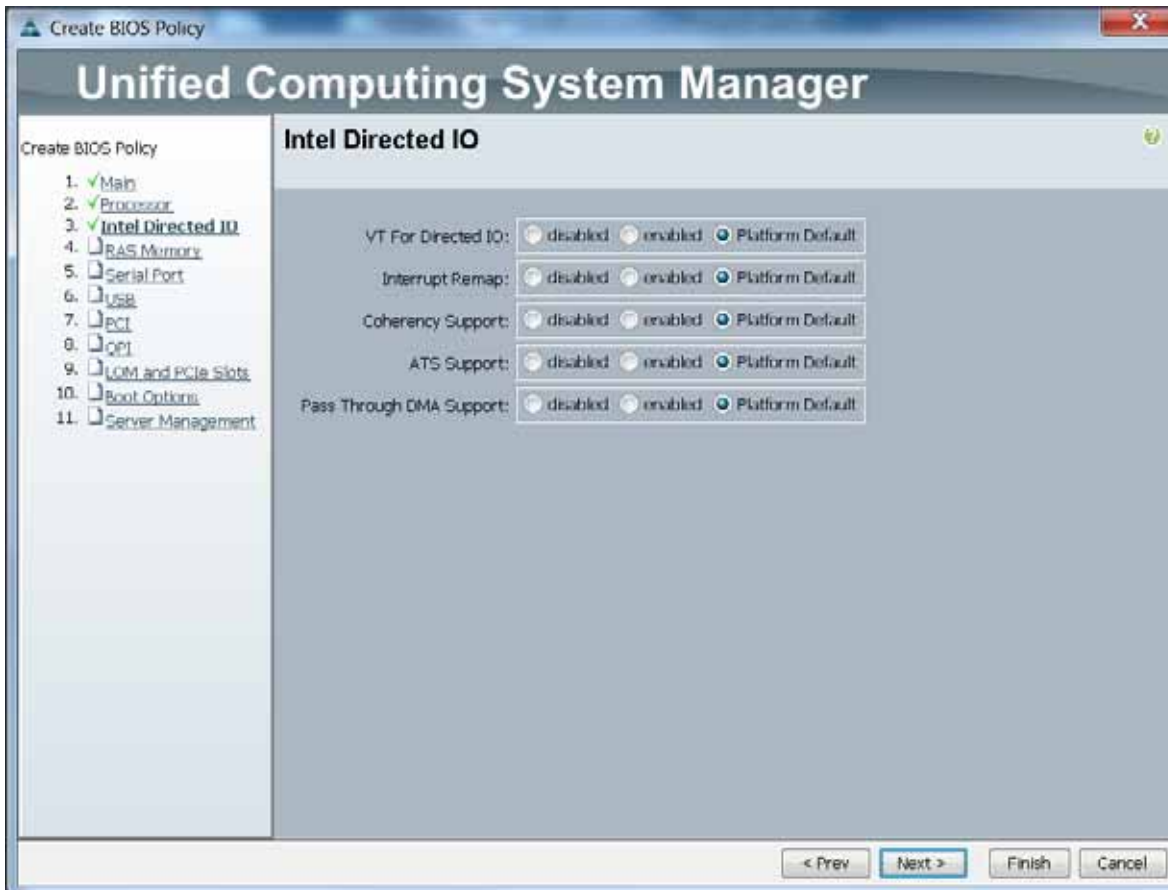 Create BIOS Policy
X
Unified Computing System Manager
Create BIOS Policy
1. Main
2. Processor
3. Intel Directed IO
4. RAS Memory
5. Serial Port
6. USB
7. PCI
8. QPI
9. LOM and PCIe Slots
10. Boot Options
11. Server Management
Intel Directed IO
?
VT For Directed IO: disabled enabled Platform Default
Interrupt Remap: disabled enabled Platform Default
Coherency Support: disabled enabled Platform Default
ATS Support: disabled enabled Platform Default
Pass Through DMA Support: disabled enabled Platform Default
< Prev Next > Finish Cancel